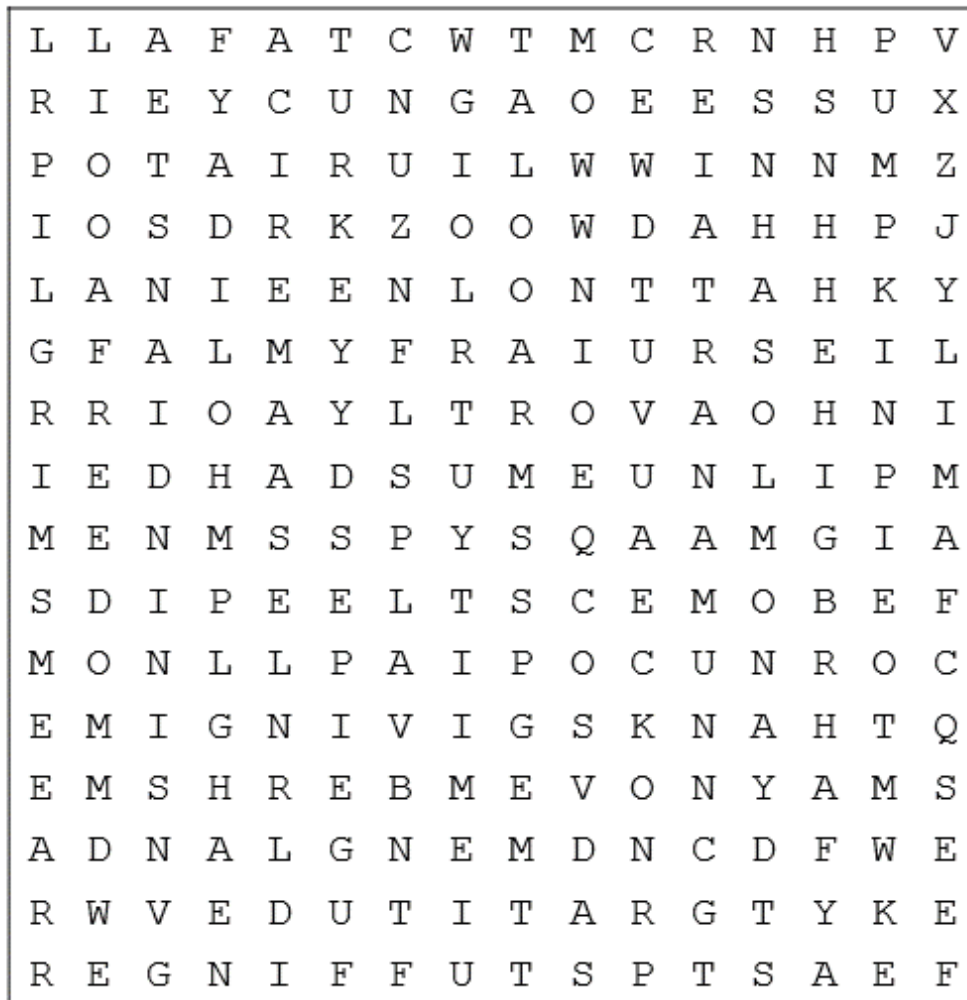 L L A F A T C W T M C R N H P V
R I E Y C U N G A O E E S S U X
P O T A I R U I L W W I N N M Z
I O S D R K Z O O W D A H H P J
L A N I E E N L O N T T A H K Y
G F A L M Y F R A I U R S E I L
R R I O A Y L T R O V A O H N I
I E D H A D S U M E U N L I P M
M E N M S S P Y S Q A A M G I A
S D I P E E L T S C E M O B E F
M O N L L P A I P O C U N R O C
E M I G N I V I G S K N A H T Q
E M S H R E B M E V O N Y A M S
A D N A L G N E M D N C D F W E
R W V E D U T I T A R G T Y K E
R E G N I F F U T S P T S A E F